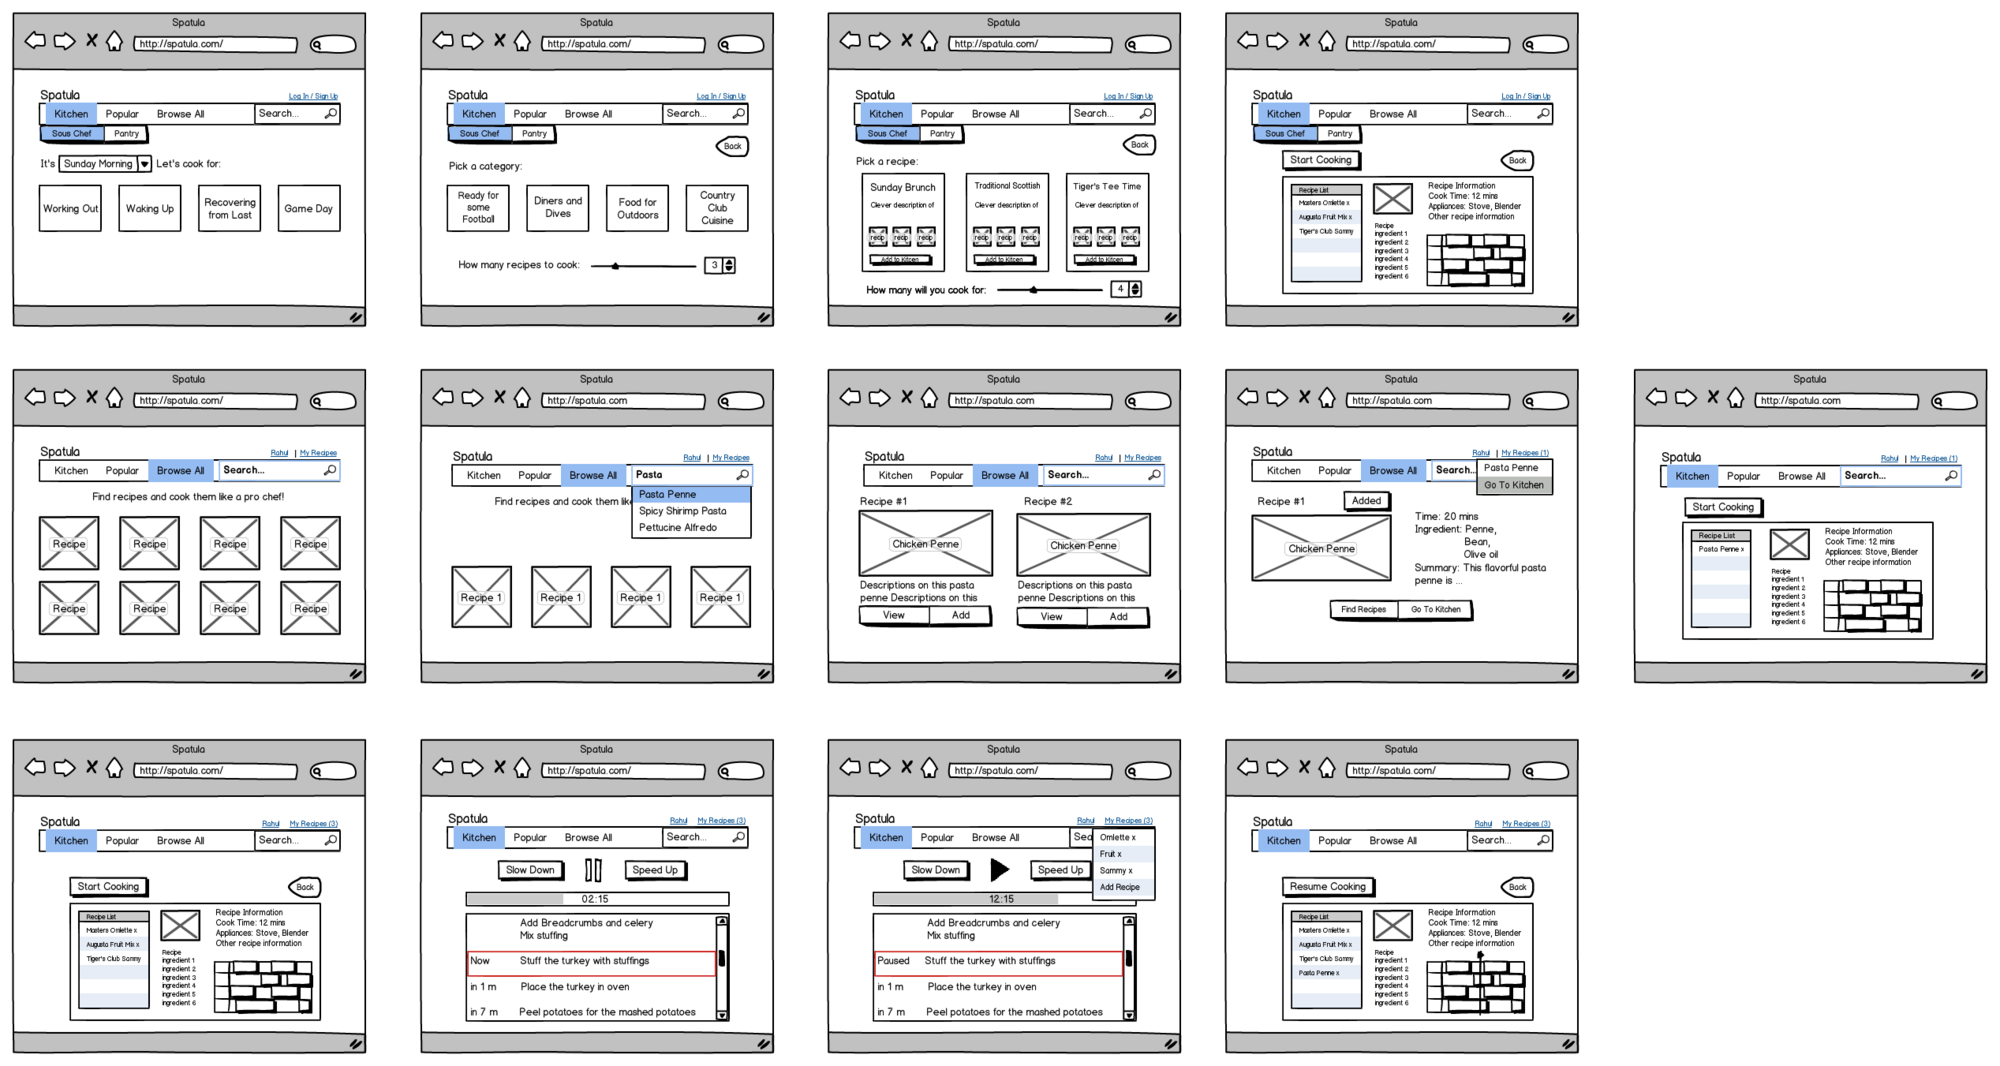 Spatula
http://spatula.com/
Spatula
Log In / Sign Up
Kitchen Popular Browse All Search...
Sous Chef Pantry
It's Sunday Morning Let's cook for:
Working Out
Waking Up
Recovering
from Last
Game Day
Spatula
http://spatula.com/
Spatula
Log In / Sign Up
Kitchen Popular Browse All Search...
Sous Chef Pantry
Back
Pick a category:
Ready for
some
Football
Diners and
Dives
Food for
Outdoors
Country
Club
Cuisine
How many recipes to cook: 3
Spatula
http://spatula.com/
Spatula
Log In / Sign Up
Kitchen Popular Browse All Search...
Sous Chef Pantry
Back
Pick a recipe:
Sunday Brunch
Clever description of
recip recip recip
Add to Kitcen
Traditional Scottish
Clever description of
recip recip recip
Add to Kitcen
Tiger's Tee Time
Clever description of
recip recip recip
Add to Kitcen
How many will you cook for: 4
Spatula
http://spatula.com/
Spatula
Log In / Sign Up
Kitchen Popular Browse All Search...
Sous Chef Pantry
Start Cooking
Back
Recipe List
Masters Omlette x
Augusta Fruit Mix x
Tiger's Club Sammy
Recipe Information
Cook Time: 12 mins
Appliances: Stove, Blender
Other recipe information
Recipe
ingredient 1
ingredient 2
ingredient 3
ingredient 4
ingredient 5
ingredient 6
Spatula
http://spatula.com/
Spatula
Rahul | My Recipes
Kitchen Popular Browse All Search...
Find recipes and cook them like a pro chef!
Recipe Recipe Recipe Recipe
Recipe Recipe Recipe Recipe
Spatula
http://spatula.com
Spatula
Rahul | My Recipes
Kitchen Popular Browse All Pasta
Pasta Penne
Spicy Shirimp Pasta
Pettucine Alfredo
Find recipes and cook them like
Recipe 1 Recipe 1 Recipe 1 Recipe 1
Spatula
http://spatula.com
Spatula
Rahul | My Recipes
Kitchen Popular Browse All Search...
Recipe #1
Chicken Penne
Descriptions on this pasta
penne Descriptions on this
View Add
Recipe #2
Chicken Penne
Descriptions on this pasta
penne Descriptions on this
View Add
Spatula
http://spatula.com
Spatula
Rahul | My Recipes (1)
Kitchen Popular Browse All Search...
Pasta Penne
Go To Kitchen
Recipe #1
Added
Chicken Penne
Time: 20 mins
Ingredient: Penne,
Bean,
Olive oil
Summary: This flavorful pasta
penne is ...
Find Recipes Go To Kitchen
Spatula
http://spatula.com
Spatula
Rahul | My Recipes (1)
Kitchen Popular Browse All Search...
Start Cooking
Recipe List
Pasta Penne x
Recipe Information
Cook Time: 12 mins
Appliances: Stove, Blender
Other recipe information
Recipe
ingredient 1
ingredient 2
ingredient 3
ingredient 4
ingredient 5
ingredient 6
Spatula
http://spatula.com/
Spatula
Rahul My Recipes (3)
Kitchen Popular Browse All Search...
Start Cooking
Back
Recipe List
Masters Omlette x
Augusta Fruit Mix x
Tiger's Club Sammy
Recipe Information
Cook Time: 12 mins
Appliances: Stove, Blender
Other recipe information
Recipe
ingredient 1
ingredient 2
ingredient 3
ingredient 4
ingredient 5
ingredient 6
Spatula
http://spatula.com/
Spatula
Rahul My Recipes (3)
Kitchen Popular Browse All Search...
Slow Down Speed Up
02:15
Add Breadcrumbs and celery
Mix stuffing
Now Stuff the turkey with stuffings
in 1 m Place the turkey in oven
in 7 m Peel potatoes for the mashed potatoes
Spatula
http://spatula.com/
Spatula
Rahul My Recipes (3)
Kitchen Popular Browse All Sea
Omlette x
Fruit x
Sammy x
Add Recipe
Slow Down Speed Up
12:15
Add Breadcrumbs and celery
Mix stuffing
Paused Stuff the turkey with stuffings
in 1 m Place the turkey in oven
in 7 m Peel potatoes for the mashed potatoes
Spatula
http://spatula.com/
Spatula
Rahul My Recipes (3)
Kitchen Popular Browse All Search...
Resume Cooking
Back
Recipe List
Masters Omlette x
Augusta Fruit Mix x
Tiger's Club Sammy
Pasta Penne x
Recipe Information
Cook Time: 12 mins
Appliances: Stove, Blender
Other recipe information
Recipe
ingredient 1
ingredient 2
ingredient 3
ingredient 4
ingredient 5
ingredient 6